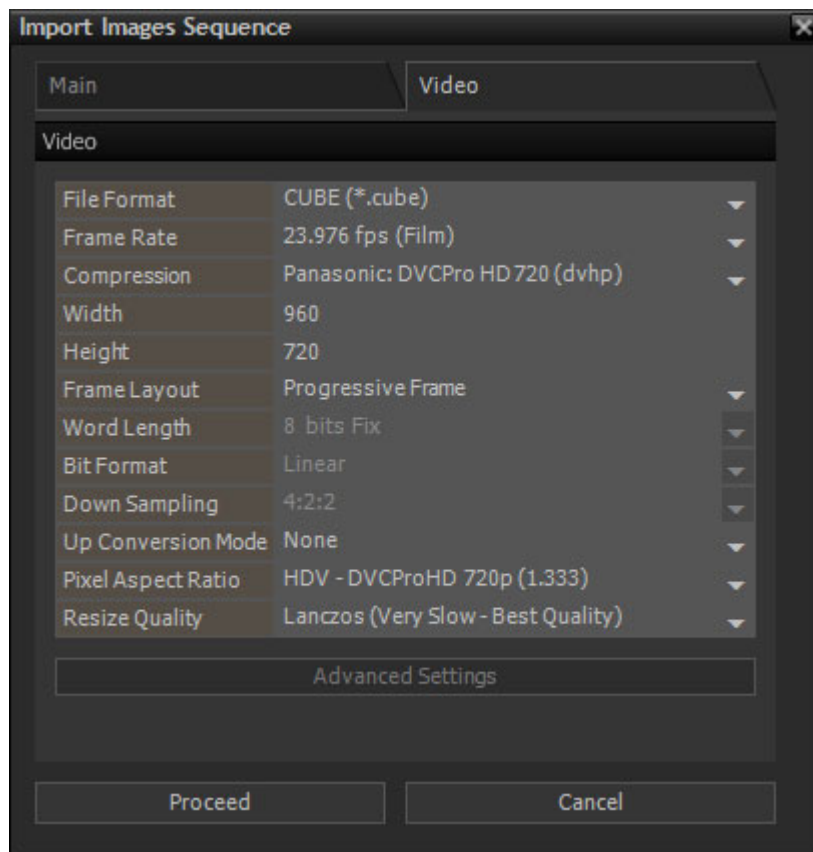 Import Images Sequence
Main Video
Video
File Format CUBE (*.cube)
Frame Rate 23.976 fps (Film)
Compression Panasonic: DVCPro HD 720 (dvhp)
Width 960
Height 720
Frame Layout Progressive Frame
Word Length 8 bits Fix
Bit Format Linear
Down Sampling 4:2:2
Up Conversion Mode None
Pixel Aspect Ratio HDV - DVCProHD 720p (1.333)
Resize Quality Lanczos (Very Slow - Best Quality)
Advanced Settings
Proceed Cancel